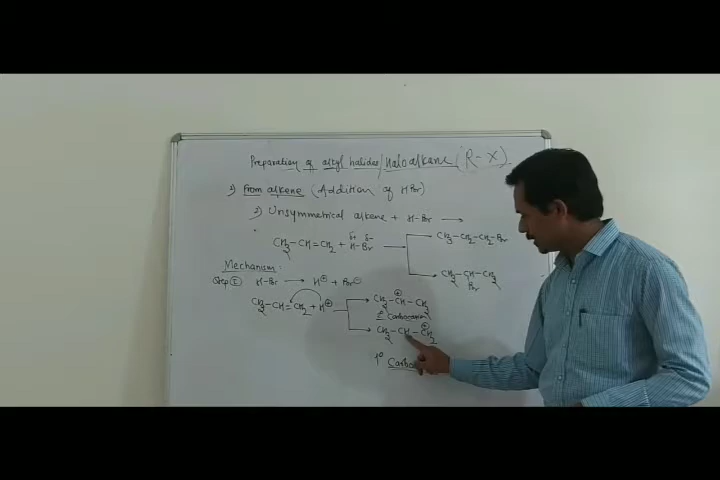 Preparation of alkyl halides/Haloalkane (R-X)
1) From alkene (Addition of HBr)
2) Unsymmetrical alkene + H-Br →
CH3-CH=CH2 + H-Br → CH3-CH2-CH2-Br
δ+ δ-
CH3-CH-CH3
Br
Mechanism:
Step ① H-Br → H⊕ + Br⊖
CH3-CH=CH2 + H⊕ → CH3-CH-CH3
⊕
2° Carbocation
CH3-CH-CH2
⊕
1°